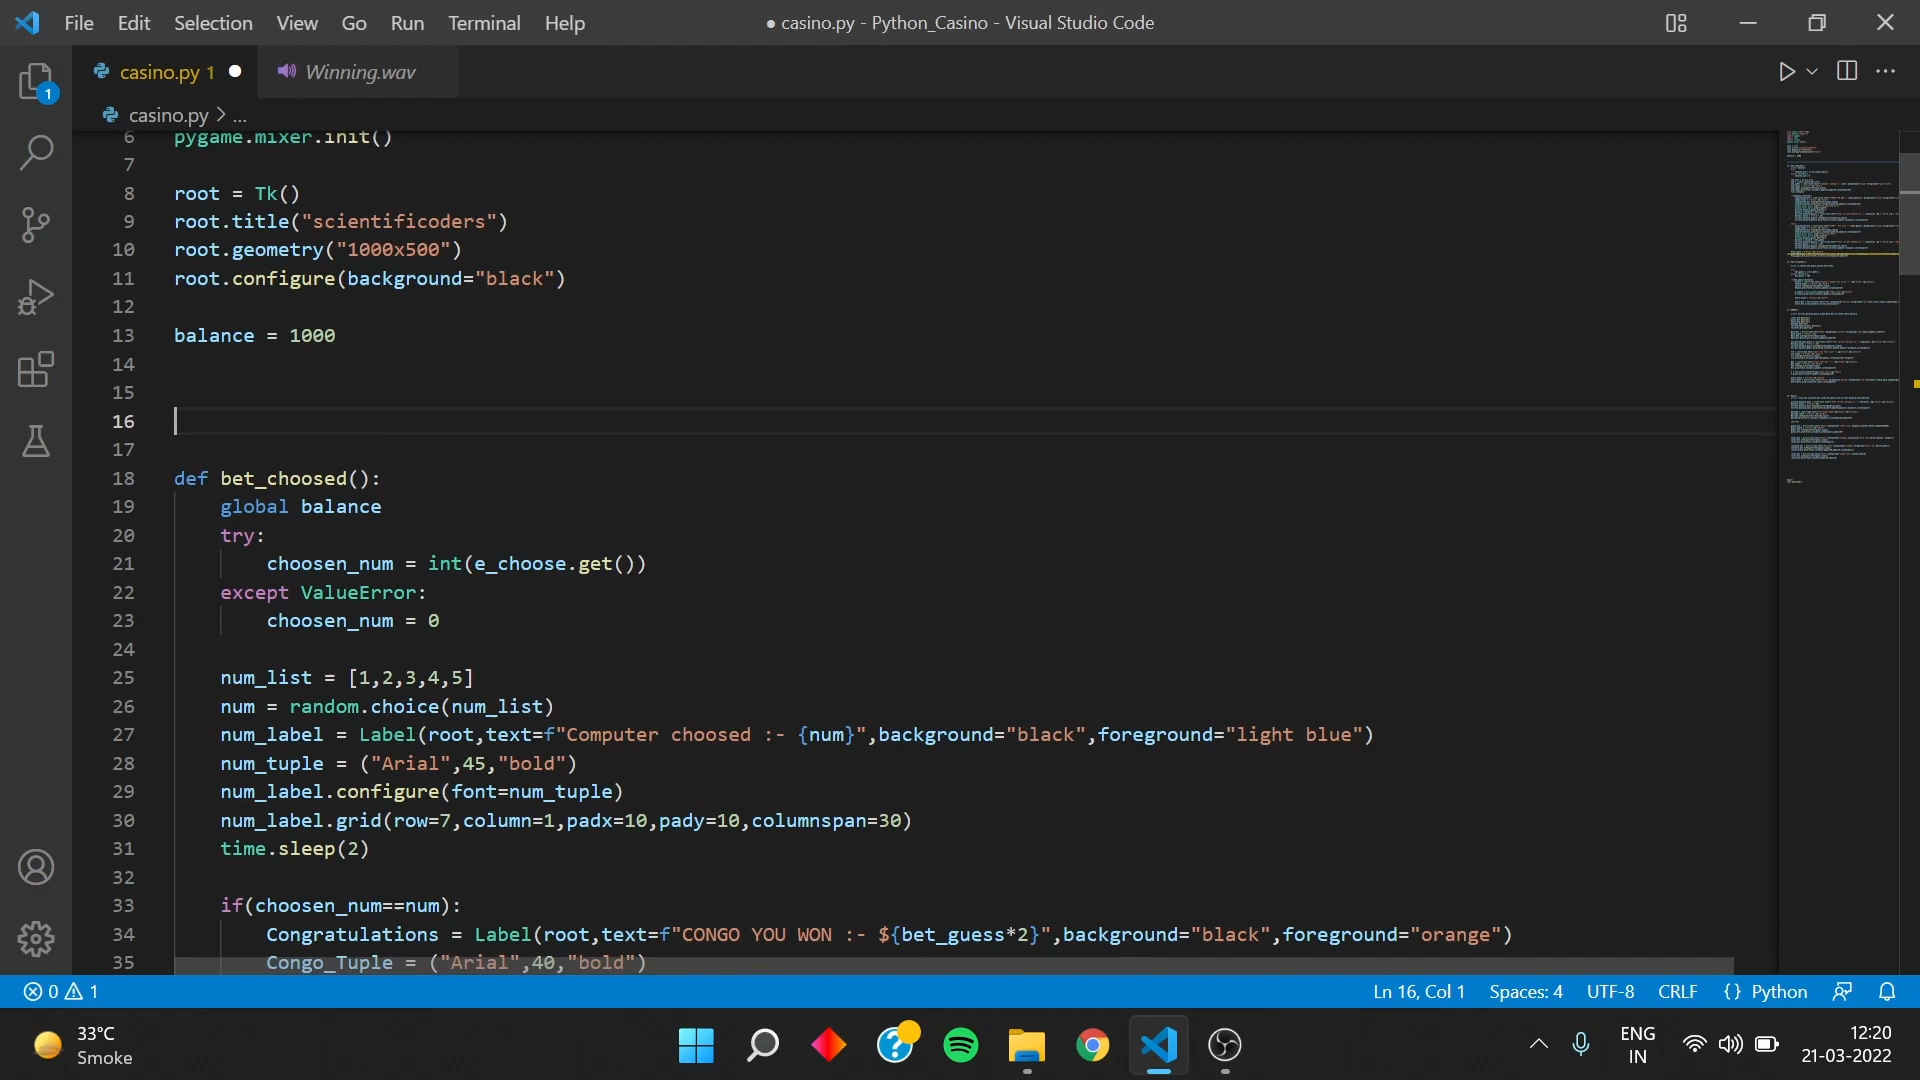 File Edit Selection View Go Run Terminal Help ● casino.py - Python_Casino - Visual Studio Code
casino.py 1 ● Winning.wav
1
casino.py > ...
6 pygame.mixer.init()
7
8 root = Tk()
9 root.title("scientificoders")
10 root.geometry("1000x500")
11 root.configure(background="black")
12
13 balance = 1000
14
15
16
17
18 def bet_choosed():
19 global balance
20 try:
21 choosen_num = int(e_choose.get())
22 except ValueError:
23 choosen_num = 0
24
25 num_list = [1,2,3,4,5]
26 num = random.choice(num_list)
27 num_label = Label(root,text=f"Computer choosed :- {num}",background="black",foreground="light blue")
28 num_tuple = ("Arial",45,"bold")
29 num_label.configure(font=num_tuple)
30 num_label.grid(row=7,column=1,padx=10,pady=10,columnspan=30)
31 time.sleep(2)
32
33 if(choosen_num==num):
34 Congratulations = Label(root,text=f"CONGO YOU WON :- ${bet_guess*2}",background="black",foreground="orange")
35 Congo_Tuple = ("Arial",40,"bold")
0 1 Ln 16, Col 1 Spaces: 4 UTF-8 CRLF {} Python
33°C
Smoke
ENG
IN
12:20
21-03-2022